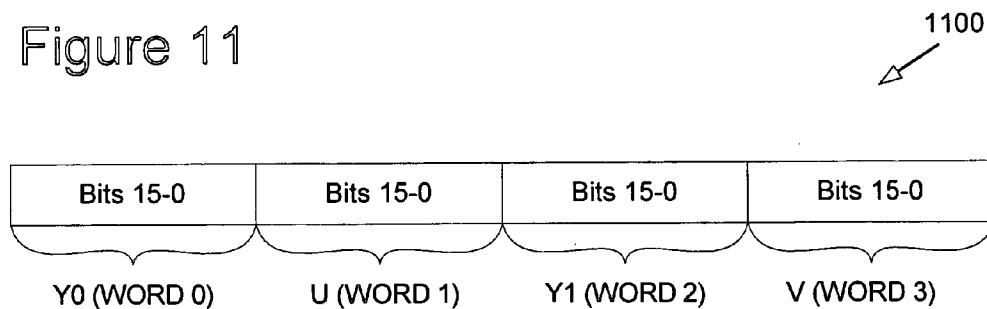 Figure 11
1100
Bits 15-0 Bits 15-0 Bits 15-0 Bits 15-0
Y0 (WORD 0) U (WORD 1) Y1 (WORD 2) V (WORD 3)